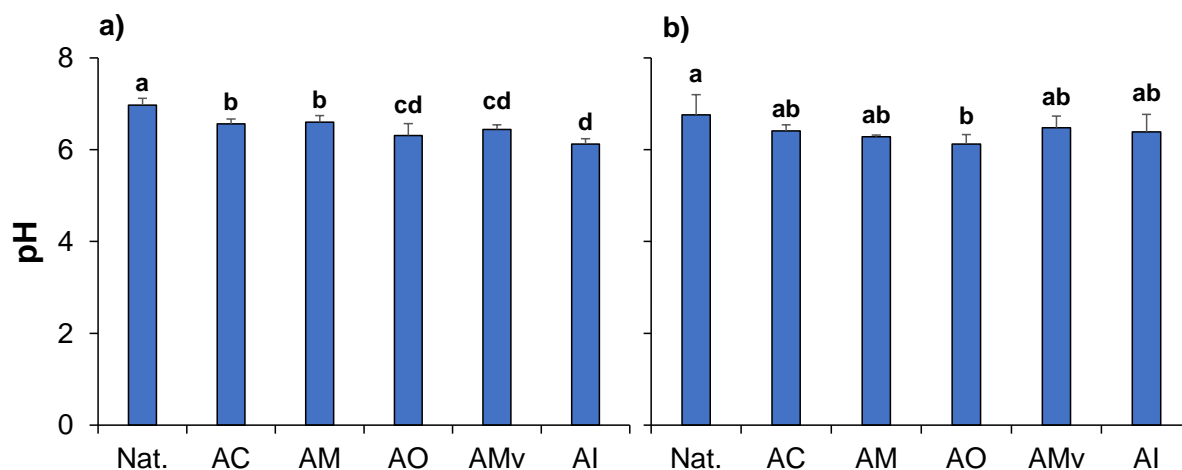 a)
b)
pH
8
6
4
2
0
a b b cd cd d
a ab ab b ab ab
Nat. AC AM AO AMv AI
Nat. AC AM AO AMv AI